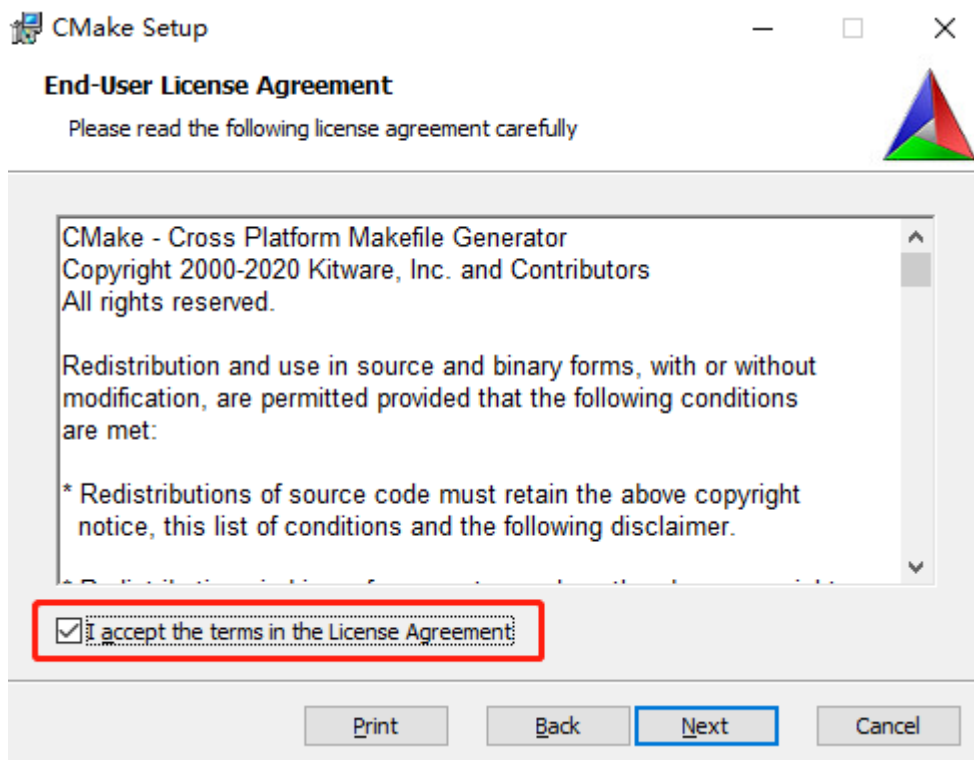 CMake Setup
End-User License Agreement
Please read the following license agreement carefully
CMake - Cross Platform Makefile Generator
Copyright 2000-2020 Kitware, Inc. and Contributors
All rights reserved.
Redistribution and use in source and binary forms, with or without
modification, are permitted provided that the following conditions
are met:
* Redistributions of source code must retain the above copyright
notice, this list of conditions and the following disclaimer.
I accept the terms in the License Agreement
Print Back Next Cancel